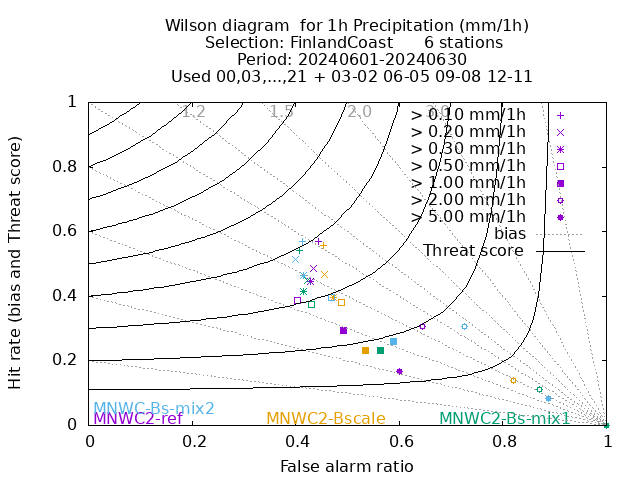 Wilson diagram  for 1h Precipitation (mm/1h)
Selection: FinlandCoast      6 stations
Period: 20240601-20240630
Used 00,03,...,21 + 03-02 06-05 09-08 12-11
Hit rate (bias and Threat score)
1
0.8
0.6
0.4
0.2
0
1.2 1.5 2.0 3.0
> 0.10 mm/1h
> 0.20 mm/1h
> 0.30 mm/1h
> 0.50 mm/1h
> 1.00 mm/1h
> 2.00 mm/1h
> 5.00 mm/1h
bias
Threat score
MNWC-Bs-mix2
MNWC2-ref MNWC2-Bscale MNWC2-Bs-mix1
0 0.2 0.4 0.6 0.8 1
False alarm ratio